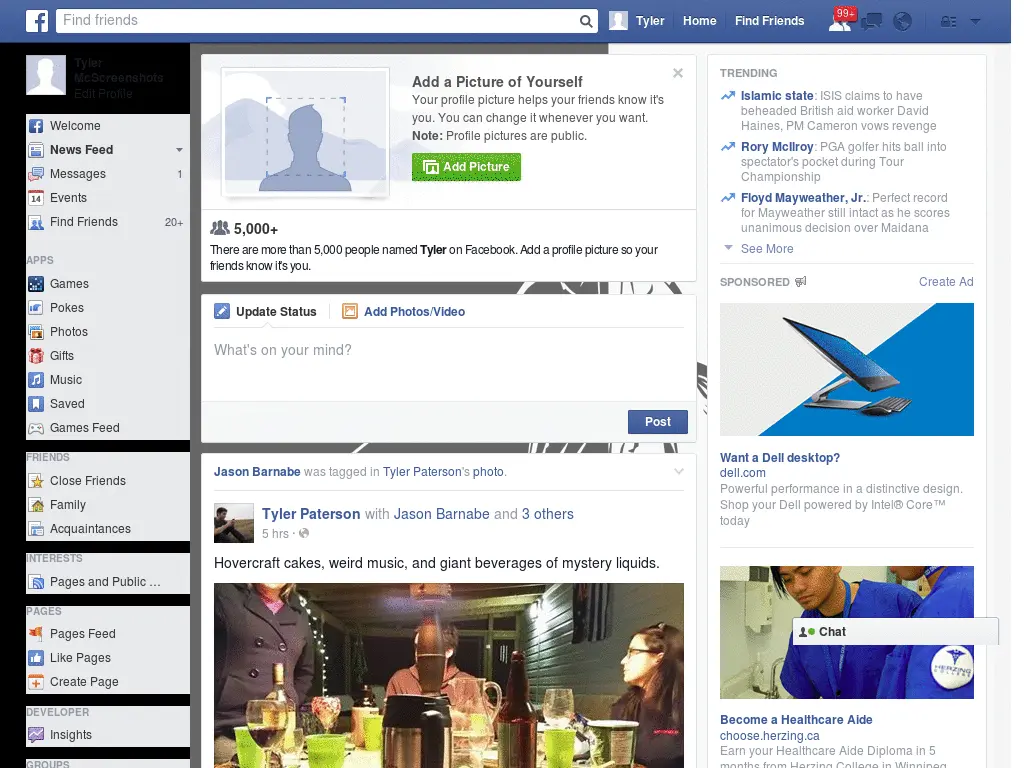 Find friends
Tyler
Home
Find Friends
99+
Tyler
McScreenshots
Edit Profile
Welcome
News Feed
Messages 1
14 Events
Find Friends 20+
APPS
Games
Pokes
Photos
Gifts
Music
Saved
Games Feed
FRIENDS
Close Friends
Family
Acquaintances
INTERESTS
Pages and Public ...
PAGES
Pages Feed
Like Pages
Create Page
DEVELOPER
Insights
GROUPS
Add a Picture of Yourself
Your profile picture helps your friends know it's
you. You can change it whenever you want.
Note: Profile pictures are public.
Add Picture
5,000+
There are more than 5,000 people named Tyler on Facebook. Add a profile picture so your
friends know it's you.
Update Status
Add Photos/Video
What's on your mind?
Post
Jason Barnabe was tagged in Tyler Paterson's photo.
Tyler Paterson with Jason Barnabe and 3 others
5 hrs ·
Hovercraft cakes, weird music, and giant beverages of mystery liquids.
TRENDING
Islamic state: ISIS claims to have
beheaded British aid worker David
Haines, PM Cameron vows revenge
Rory McIlroy: PGA golfer hits ball into
spectator's pocket during Tour
Championship
Floyd Mayweather, Jr.: Perfect record
for Mayweather still intact as he scores
unanimous decision over Maidana
See More
SPONSORED
Create Ad
Want a Dell desktop?
dell.com
Powerful performance in a distinctive design.
Shop your Dell powered by Intel® Core™
today
Chat
HERZING
COLLEGE
Become a Healthcare Aide
choose.herzing.ca
Earn your Healthcare Aide Diploma in 5
months from Herzing College in Winnipeg